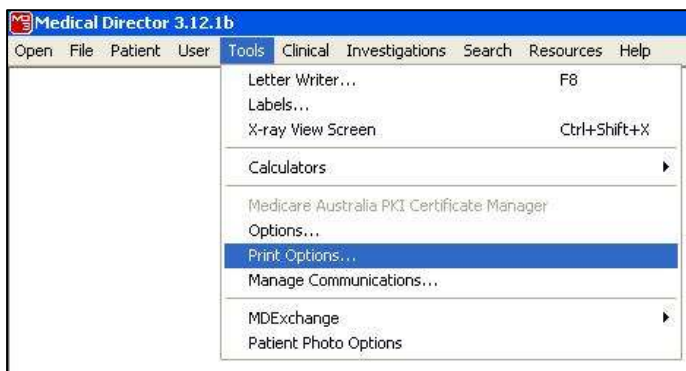 Medical Director 3.12.1b
Open File Patient User Tools Clinical Investigations Search Resources Help
Letter Writer... F8
Labels...
X-ray View Screen Ctrl+Shift+X
Calculators
Medicare Australia PKI Certificate Manager
Options...
Print Options...
Manage Communications...
MDExchange
Patient Photo Options